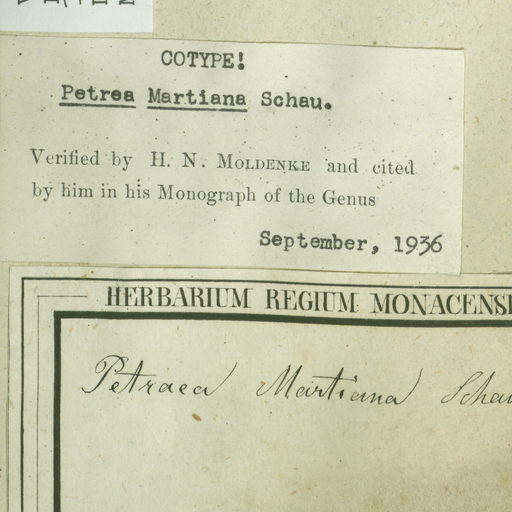 COTYPE!
Petrea Martiana Schau.
Verified by H. N. MOLDENKE and cited
by him in his Monograph of the Genus
September, 1936
HERBARIUM REGIUM MONACENSE
Petraea Martiana Schau